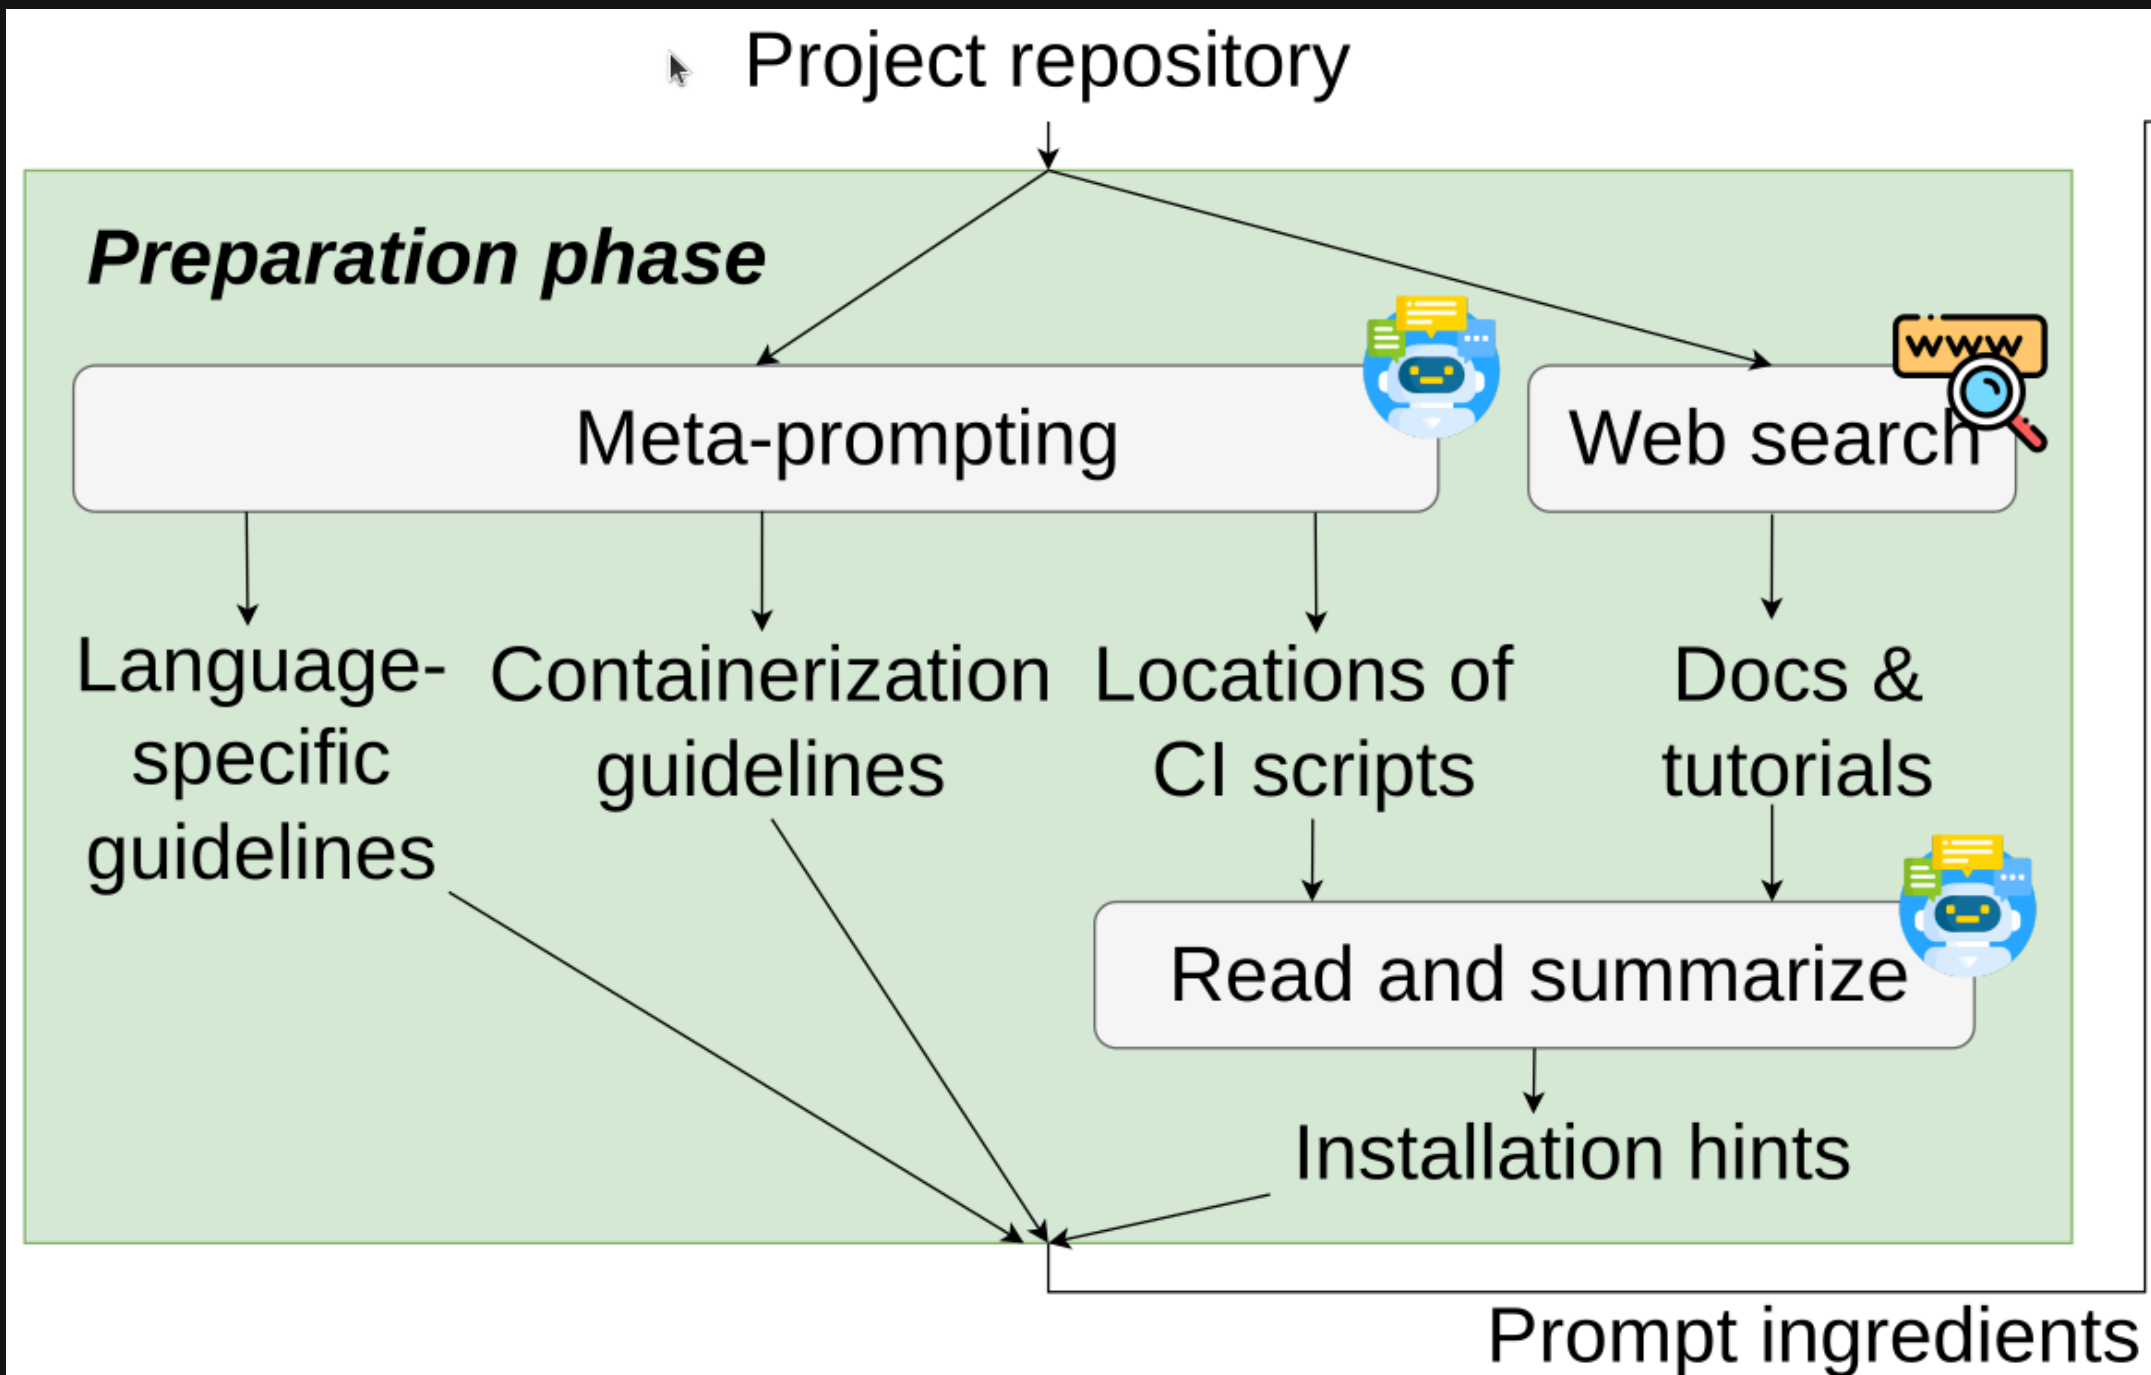 Project repository
Preparation phase
www
Meta-prompting
Web search
Language-
specific
guidelines
Containerization
guidelines
Locations of
CI scripts
Docs &
tutorials
Read and summarize
Installation hints
Prompt ingredients